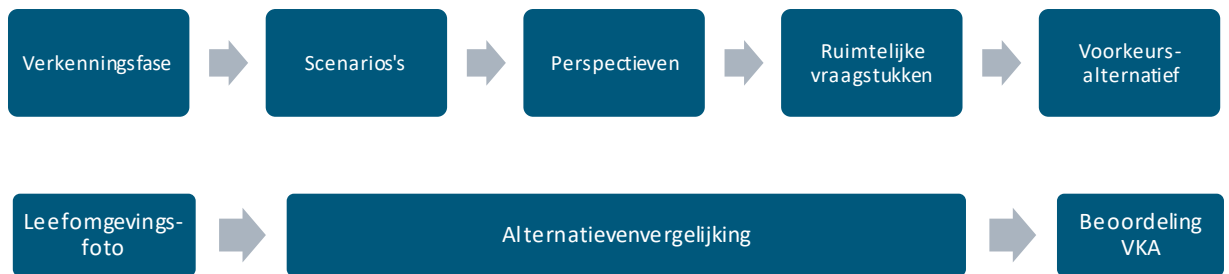 Verkenningsfase
Scenarios's
Perspectieven
Ruimtelijke
vraagstukken
Voorkeurs-
alternatief
Leefomgevings-
foto
Alternatievenvergelijking
Beoordeling
VKA